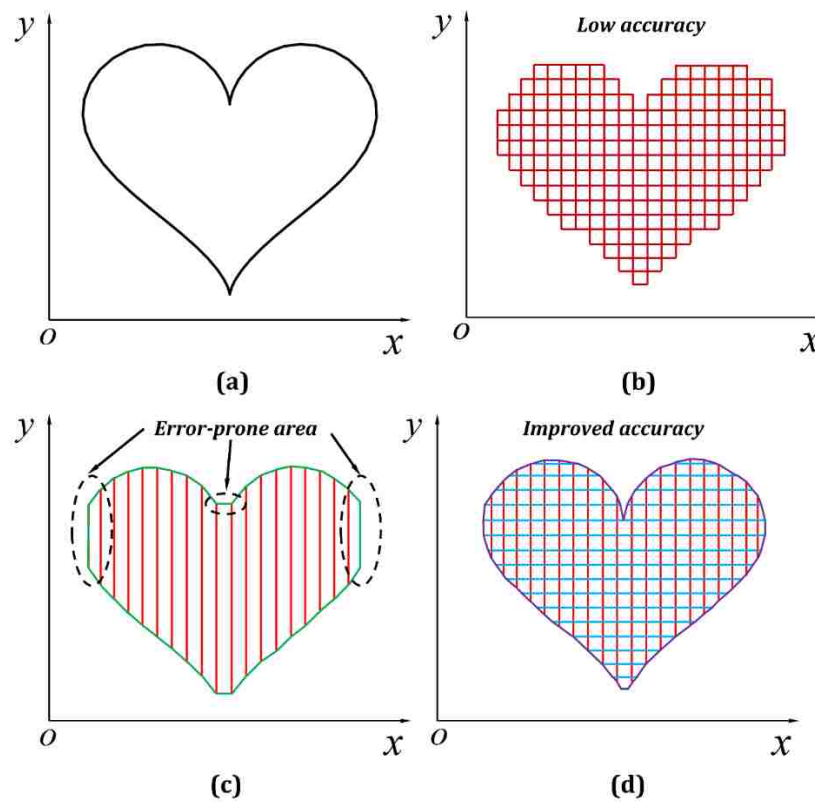 y
o
x
(a)
y
Low accuracy
o
x
(b)
y
Error-prone area
o
x
(c)
y
Improved accuracy
o
x
(d)